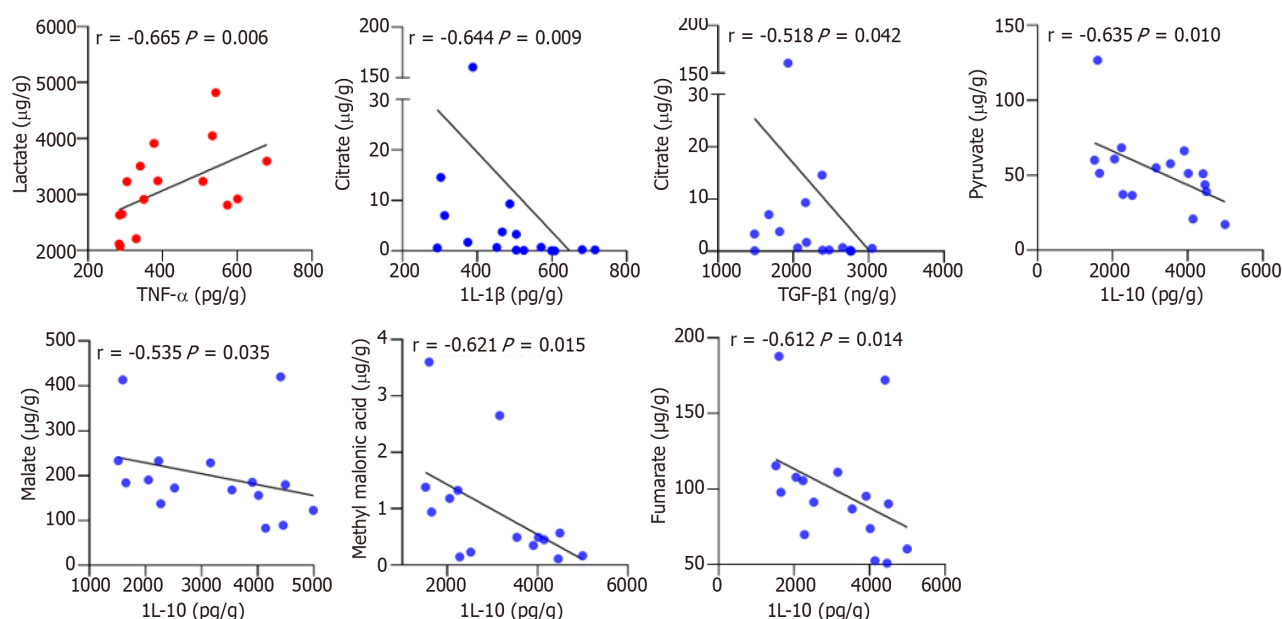 r = -0.665 P = 0.006
6000
5000
4000
3000
2000
Lactate (µg/g)
200 400 600 800
TNF-α (pg/g)
r = -0.644 P = 0.009
200
150
30
20
10
0
Citrate (µg/g)
200 400 600 800
1L-1β (pg/g)
r = -0.518 P = 0.042
200
150
30
20
10
0
Citrate (µg/g)
1000 2000 3000 4000
TGF-β1 (ng/g)
r = -0.635 P = 0.010
150
100
50
0
Pyruvate (µg/g)
0 2000 4000 6000
1L-10 (pg/g)
r = -0.535 P = 0.035
500
400
300
200
100
0
Malate (µg/g)
1000 2000 3000 4000 5000
1L-10 (pg/g)
r = -0.621 P = 0.015
4
3
2
1
0
Methyl malonic acid (µg/g)
2000 4000 6000
1L-10 (pg/g)
r = -0.612 P = 0.014
200
150
100
50
Fumarate (µg/g)
0 2000 4000 6000
1L-10 (pg/g)